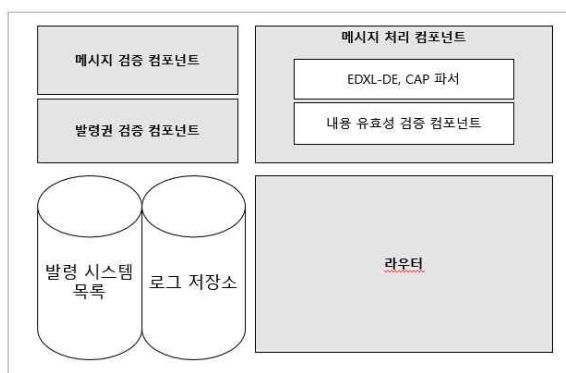 메시지 검증 컴포넌트
발령권 검증 컴포넌트
메시지 처리 컴포넌트
EDXL-DE, CAP 파서
내용 유효성 검증 컴포넌트
발령 시스템
목록
로그 저장소
라우터